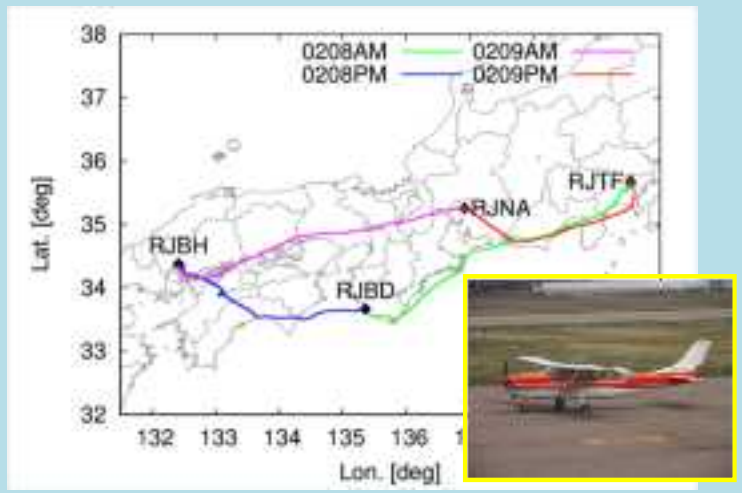 38
37
36
35
34
33
32
Lat. [deg]
0208AM 0209AM
0208PM 0209PM
RJTF
RJNA
RJBH
RJBD
132 133 134 135 136
Lon. [deg]